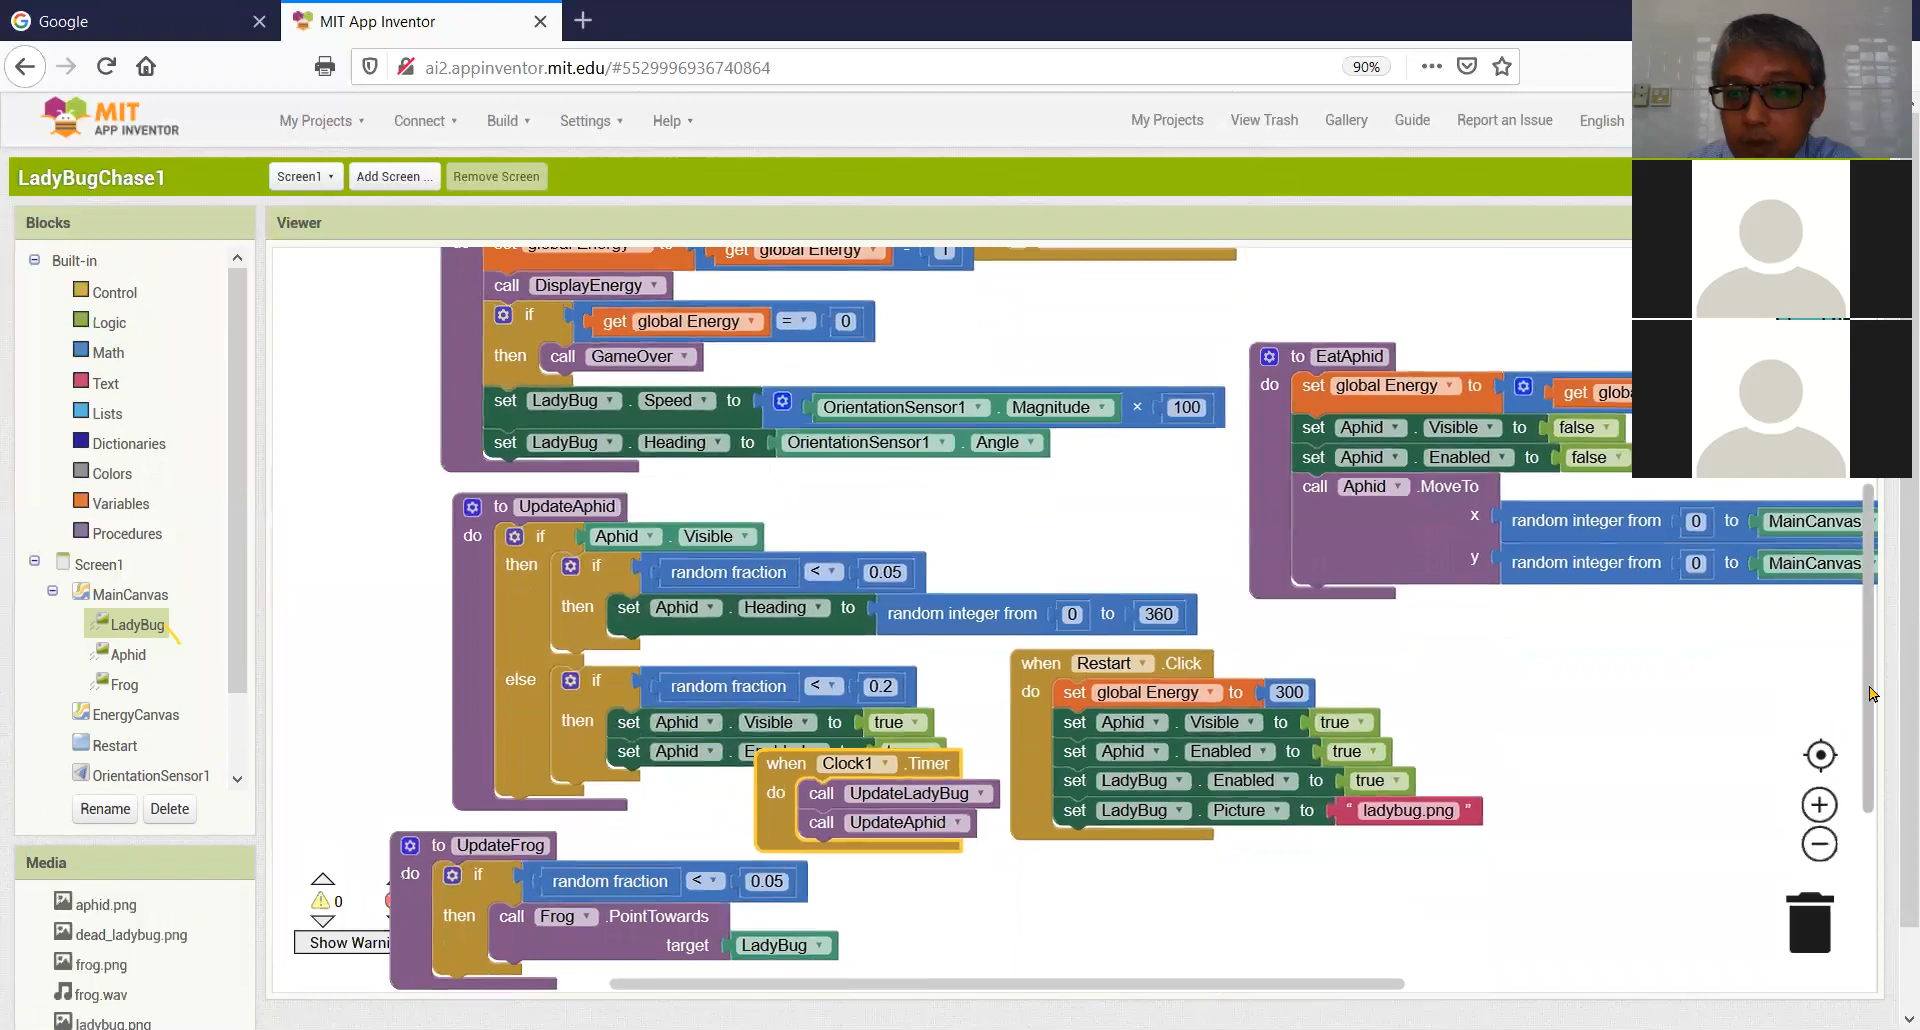 Google
MIT App Inventor
ai2.appinventor.mit.edu/#5529996936740864
90%
MIT
APP INVENTOR
My Projects
Connect
Build
Settings
Help
My Projects
View Trash
Gallery
Guide
Report an Issue
English
LadyBugChase1
Screen1
Add Screen ...
Remove Screen
Blocks
Viewer
Built-in
Control
Logic
Math
Text
Lists
Dictionaries
Colors
Variables
Procedures
Screen1
MainCanvas
LadyBug
Aphid
Frog
EnergyCanvas
Restart
OrientationSensor1
Rename
Delete
Media
aphid.png
dead_ladybug.png
frog.png
frog.wav
ladybug.png
do set global Energy to get global Energy - 1
call DisplayEnergy
if get global Energy = 0
then call GameOver
set LadyBug . Speed to OrientationSensor1 . Magnitude × 100
set LadyBug . Heading to OrientationSensor1 . Angle
to UpdateAphid
do if Aphid . Visible
then if random fraction < 0.05
then set Aphid . Heading to random integer from 0 to 360
else if random fraction < 0.2
then set Aphid . Visible to true
set Aphid
when Clock1 .Timer
do call UpdateLadyBug
call UpdateAphid
to UpdateFrog
do if random fraction < 0.05
then call Frog .PointTowards
target LadyBug
0
Show Warni
to EatAphid
do set global Energy to get
set Aphid . Visible to false
set Aphid . Enabled to false
call Aphid .MoveTo
x random integer from 0 to MainCanvas
y random integer from 0 to MainCanvas
when Restart .Click
do set global Energy to 300
set Aphid . Visible to true
set Aphid . Enabled to true
set LadyBug . Enabled to true
set LadyBug . Picture to “ ladybug.png ”